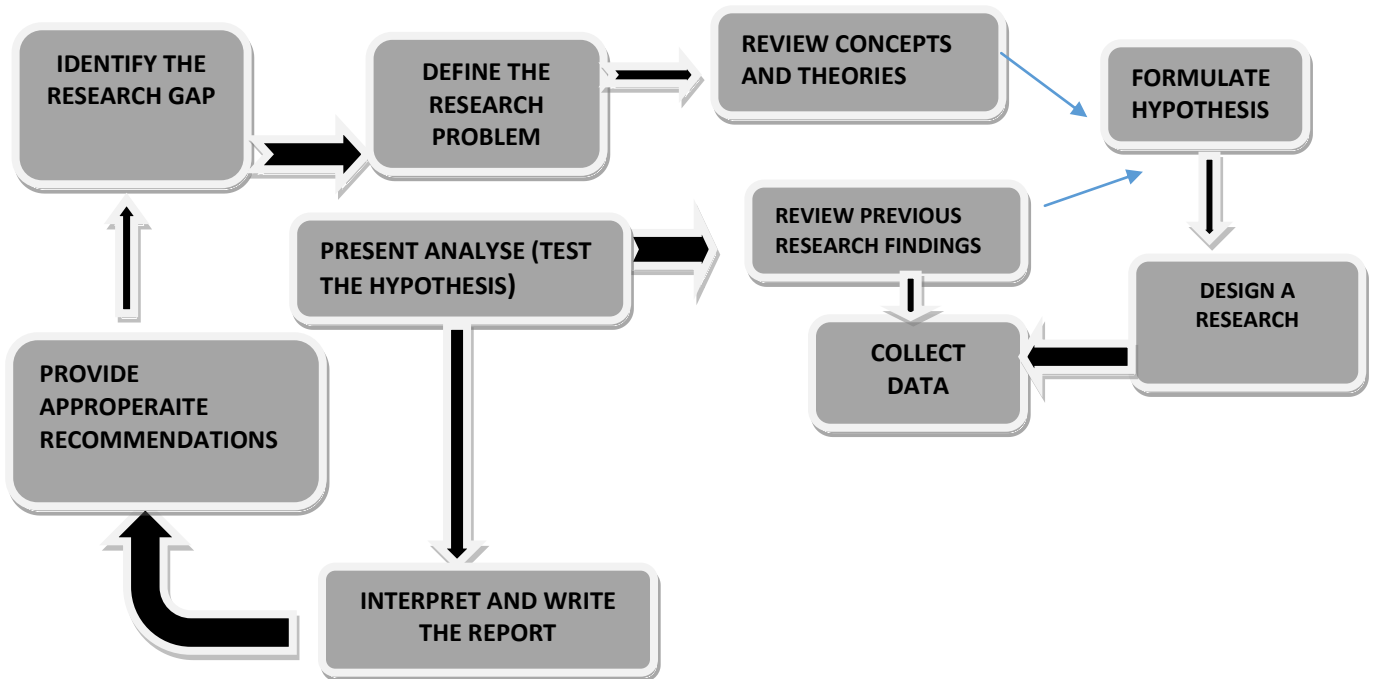 IDENTIFY THE
RESEARCH GAP
DEFINE THE
RESEARCH
PROBLEM
REVIEW CONCEPTS
AND THEORIES
FORMULATE
HYPOTHESIS
PRESENT ANALYSE (TEST
THE HYPOTHESIS)
REVIEW PREVIOUS
RESEARCH FINDINGS
DESIGN A
RESEARCH
COLLECT
DATA
PROVIDE
APPROPERAITE
RECOMMENDATIONS
INTERPRET AND WRITE
THE REPORT